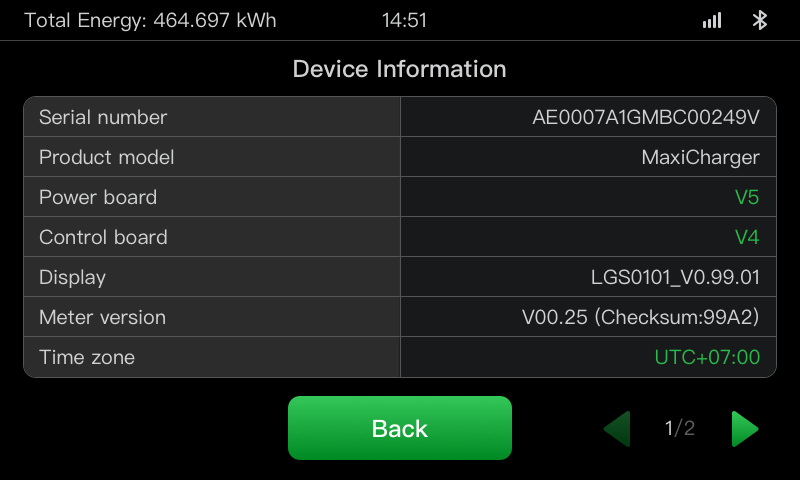 Total Energy: 464.697 kWh 14:51
Device Information
Serial number AE0007A1GMBC00249V
Product model MaxiCharger
Power board V5
Control board V4
Display LGS0101_V0.99.01
Meter version V00.25 (Checksum:99A2)
Time zone UTC+07:00
Back 1/2